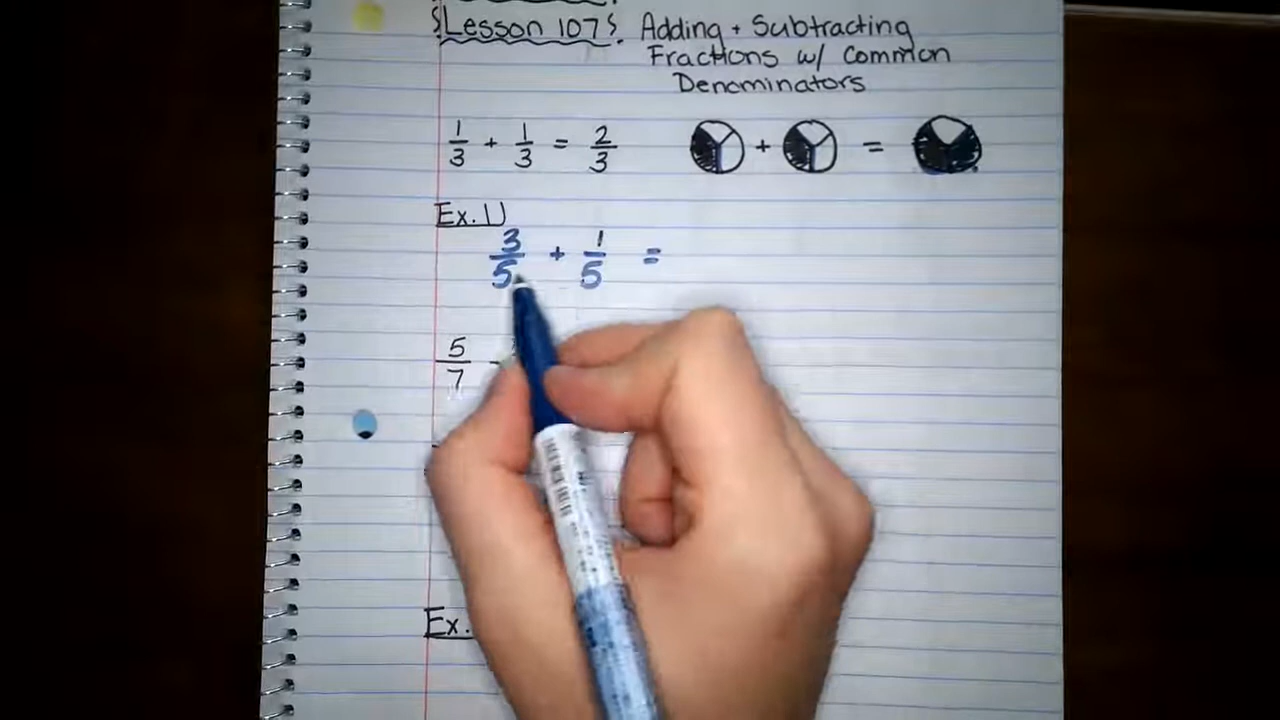 Lesson 107 Adding + Subtracting
Fractions w/ Common
Denominators
1/3 + 1/3 = 2/3 + =
Ex. 1)
3/5 + 1/5 =
5/7 -
Ex.